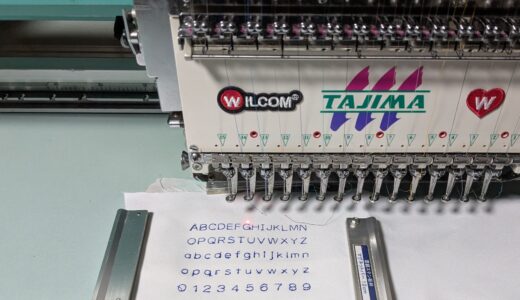 WILCOM®
TAJIMA
W
ABCDEFGHIJKLMN
OPQRSTUVWXYZ
abcdefghijklmn
opqrstuvwxyz
0123456789